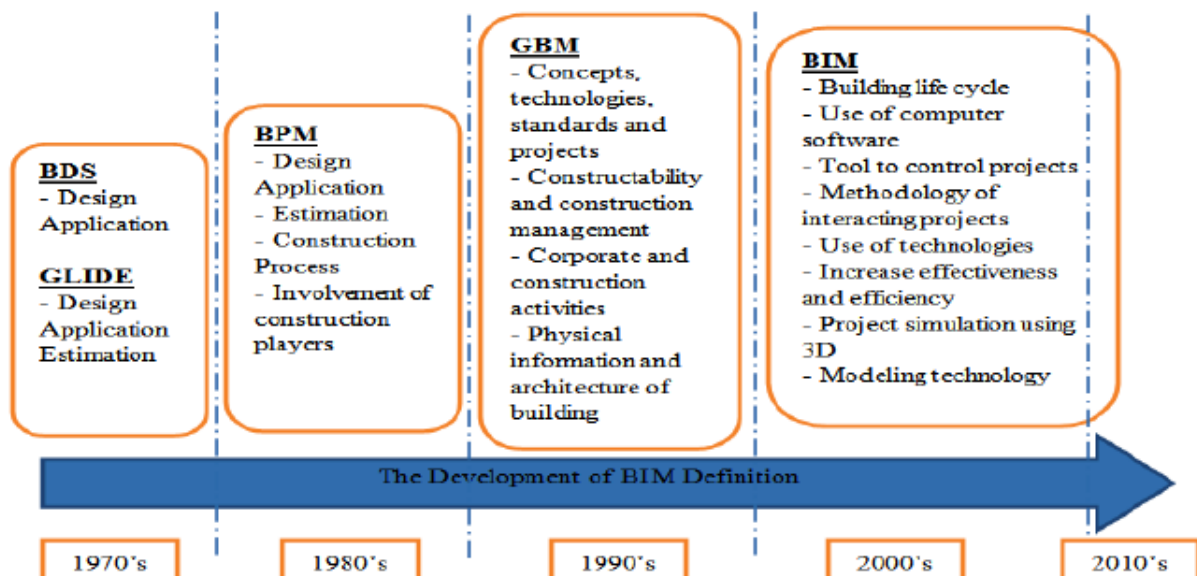 BDS
- Design
Application
GLIDE
- Design
Application
Estimation
BPM
- Design
Application
- Estimation
- Construction
Process
- Involvement of
construction
players
GBM
- Concepts,
technologies,
standards and
projects
- Constructability
and construction
management
- Corporate and
construction
activities
- Physical
information and
architecture of
building
BIM
- Building life cycle
- Use of computer
software
- Tool to control projects
- Methodology of
interacting projects
- Use of technologies
- Increase effectiveness
and efficiency
- Project simulation using
3D
- Modeling technology
The Development of BIM Definition
1970's
1980's
1990's
2000's
2010's